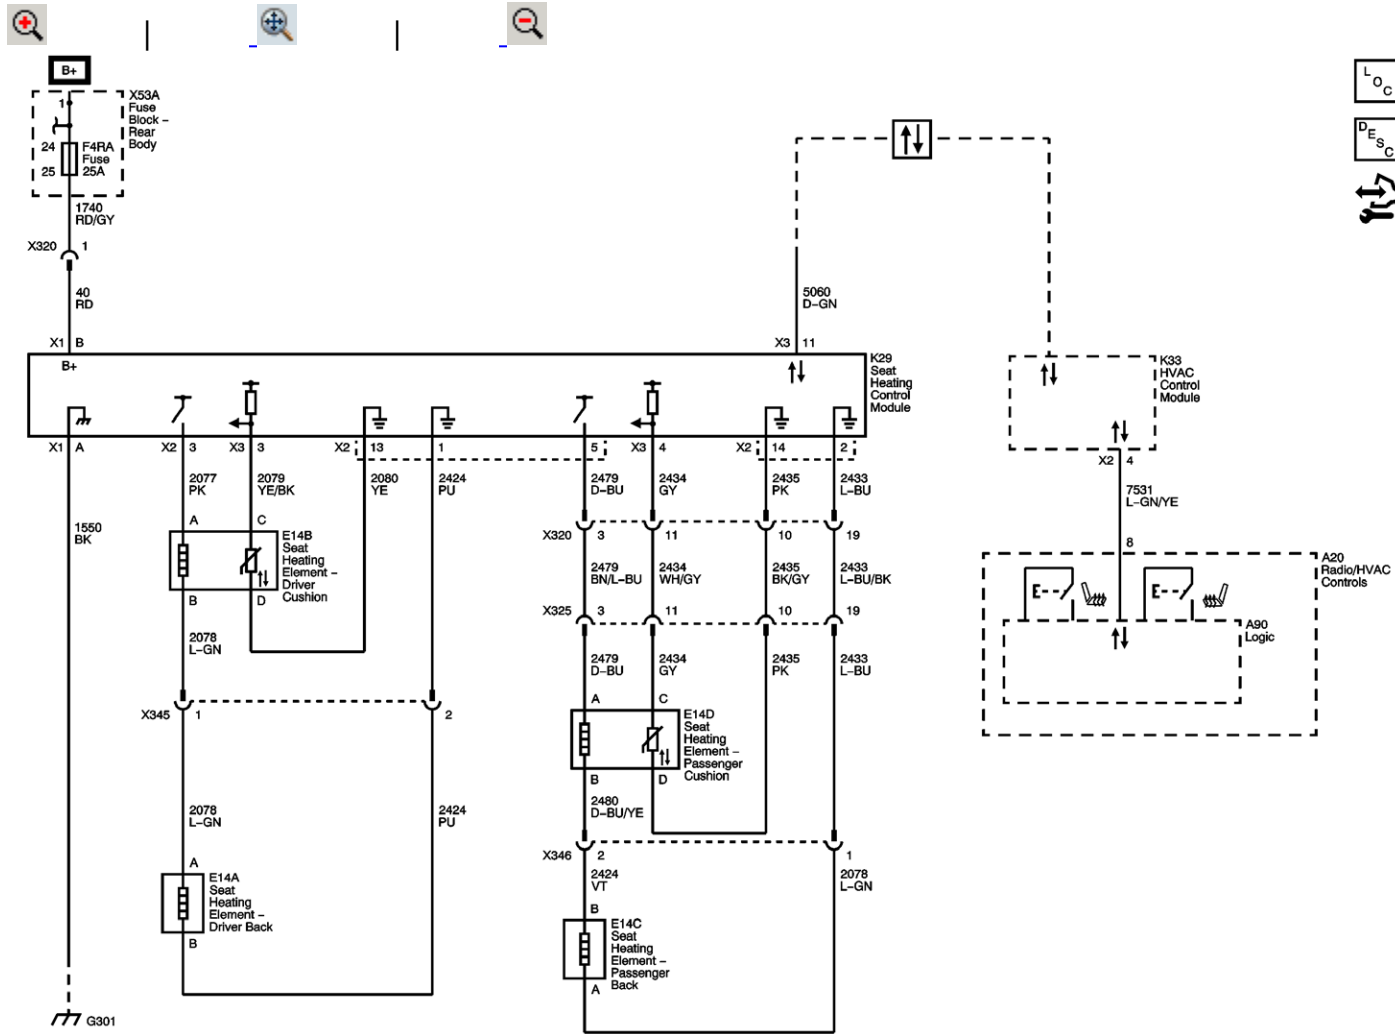 B+
X53A
Fuse
Block –
Rear
Body
1
24
F4RA
Fuse
25
25A
1740
RD/GY
X320 1
40
RD
X1 B
B+
5060
D–GN
X3 11
K29
Seat
Heating
Control
Module
X1 A
X2 3
X3 3
X2 13
1
5
X3 4
X2 14
2
2077
PK
2079
YE/BK
2080
YE
2424
PU
2479
D–BU
2434
GY
2435
PK
2433
L–BU
1550
BK
A C
E14B
Seat
Heating
Element –
Driver
Cushion
B D
2078
L–GN
X345 1 2
2078
L–GN
2424
PU
A
E14A
Seat
Heating
Element –
Driver Back
B
G301
X320 3 11 10 19
2479
BN/L–BU
2434
WH/GY
2435
BK/GY
2433
L–BU/BK
X325 3 11 10 19
2479
D–BU
2434
GY
2435
PK
2433
L–BU
A C
E14D
Seat
Heating
Element –
Passenger
Cushion
B D
2480
D–BU/YE
X346 2 1
2424
VT
2078
L–GN
B
E14C
Seat
Heating
Element –
Passenger
Back
A
K33
HVAC
Control
Module
X2 4
7531
L–GN/YE
8
A20
Radio/HVAC
Controls
A90
Logic
LOC
DESC